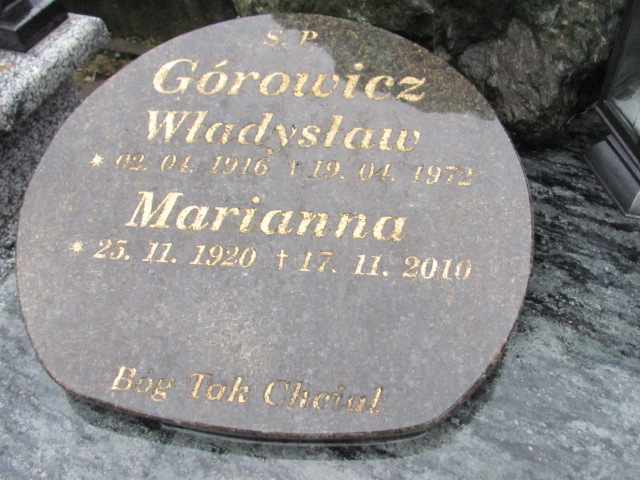 Ś. P.
Górowicz
Władysław
* 02. 04. 1916 † 19. 04. 1972
Marianna
* 25. 11. 1920 † 17. 11. 2010
Bóg Tak Chciał